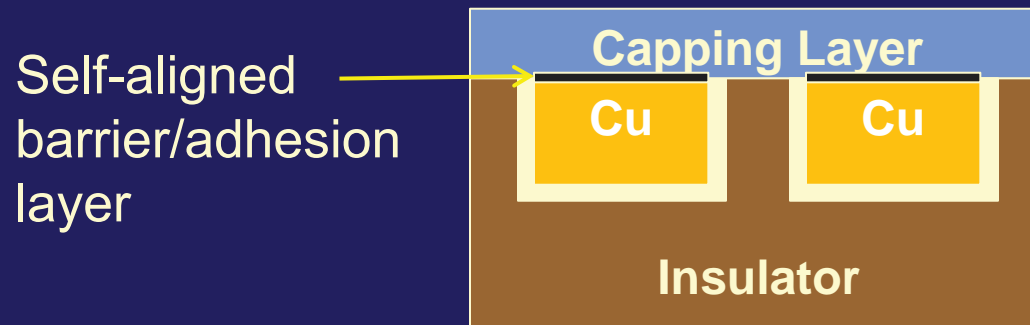 Self-aligned
barrier/adhesion
layer
Capping Layer
Cu
Cu
Insulator